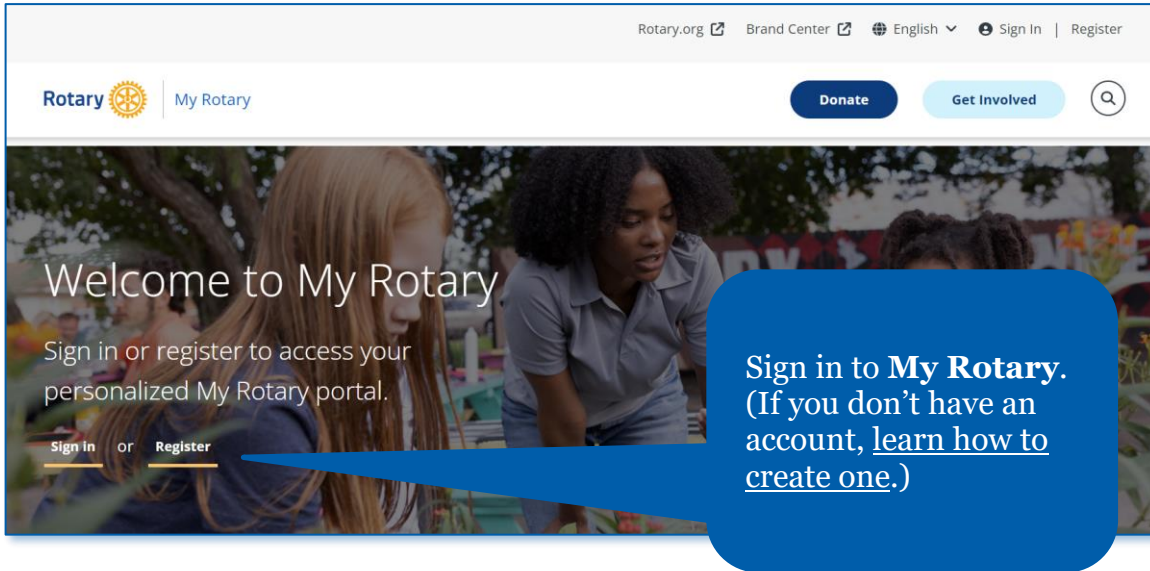 Rotary.org Brand Center English Sign In | Register
Rotary My Rotary Donate Get Involved
Welcome to My Rotary
Sign in or register to access your
personalized My Rotary portal.
Sign in or Register
Sign in to My Rotary.
(If you don’t have an
account, learn how to
create one.)